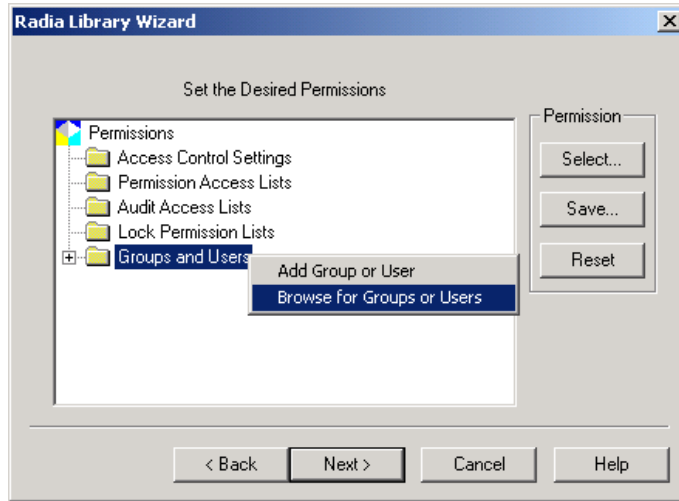 Radia Library Wizard
Set the Desired Permissions
Permissions
Access Control Settings
Permission Access Lists
Audit Access Lists
Lock Permission Lists
Groups and Users
Add Group or User
Browse for Groups or Users
Permission
Select...
Save...
Reset
< Back
Next >
Cancel
Help